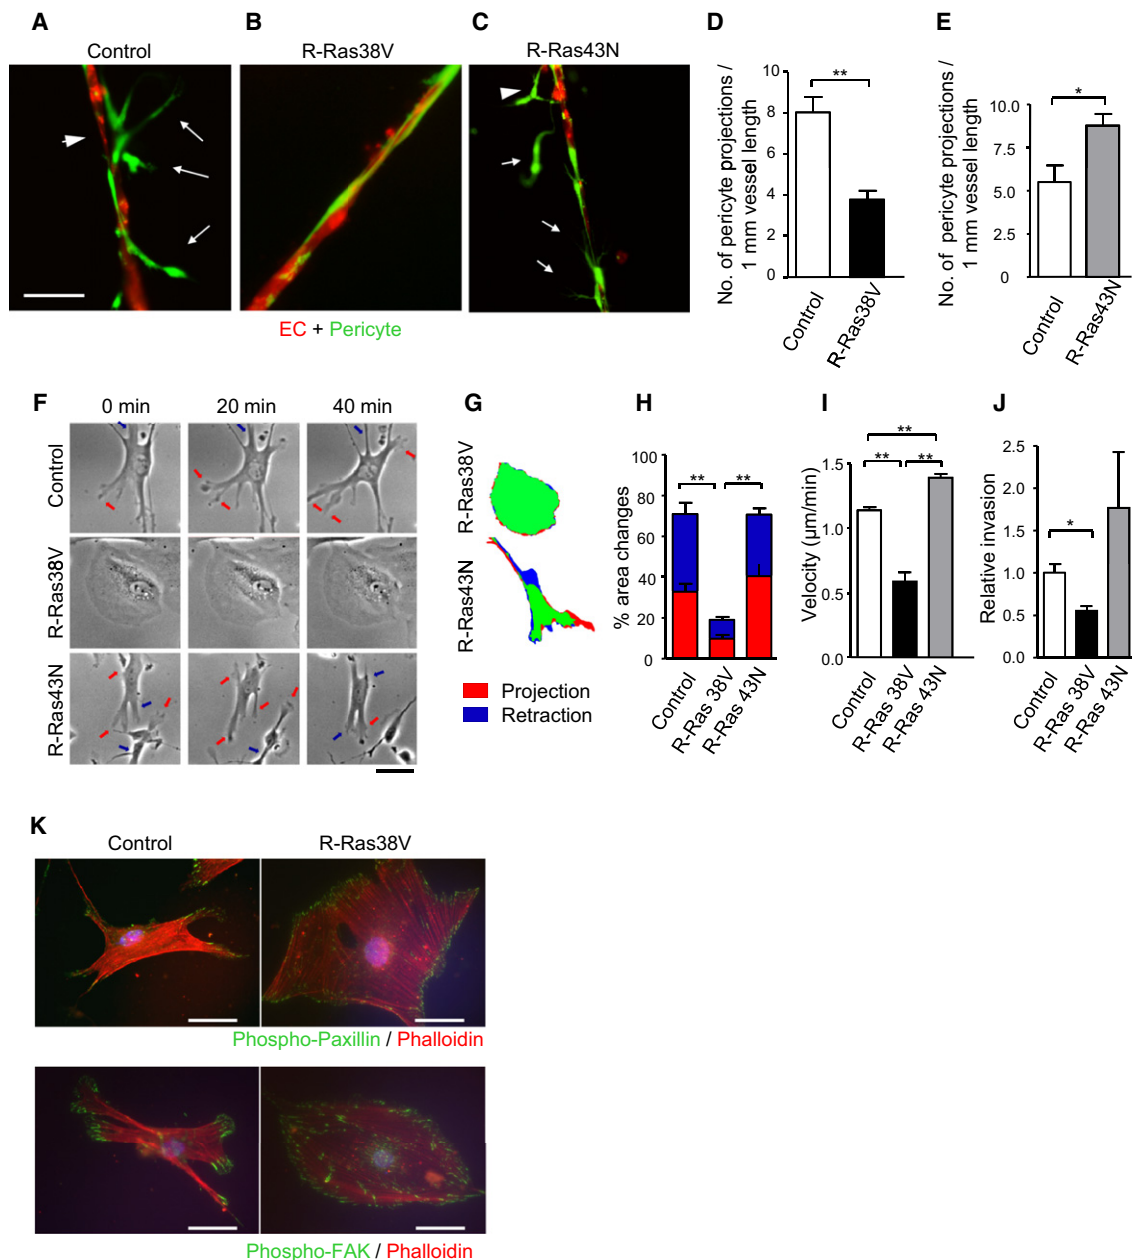 A
Control
B
R-Ras38V
C
R-Ras43N
EC + Pericyte
D
No. of pericyte projections /
1 mm vessel length
10
8
6
4
2
0
**
Control
R-Ras38V
E
No. of pericyte projections /
1 mm vessel length
10.0
7.5
5.0
2.5
0
*
Control
R-Ras43N
F
0 min
20 min
40 min
Control
R-Ras38V
R-Ras43N
G
R-Ras38V
R-Ras43N
Projection
Retraction
H
% area changes
100
80
60
40
20
0
**
**
Control
R-Ras 38V
R-Ras 43N
I
Velocity (µm/min)
1.5
1.0
0.5
0.0
**
**
**
Control
R-Ras 38V
R-Ras 43N
J
Relative invasion
2.5
2.0
1.5
1.0
0.5
0.0
*
Control
R-Ras 38V
R-Ras 43N
K
Control
R-Ras38V
Phospho-Paxillin / Phalloidin
Phospho-FAK / Phalloidin